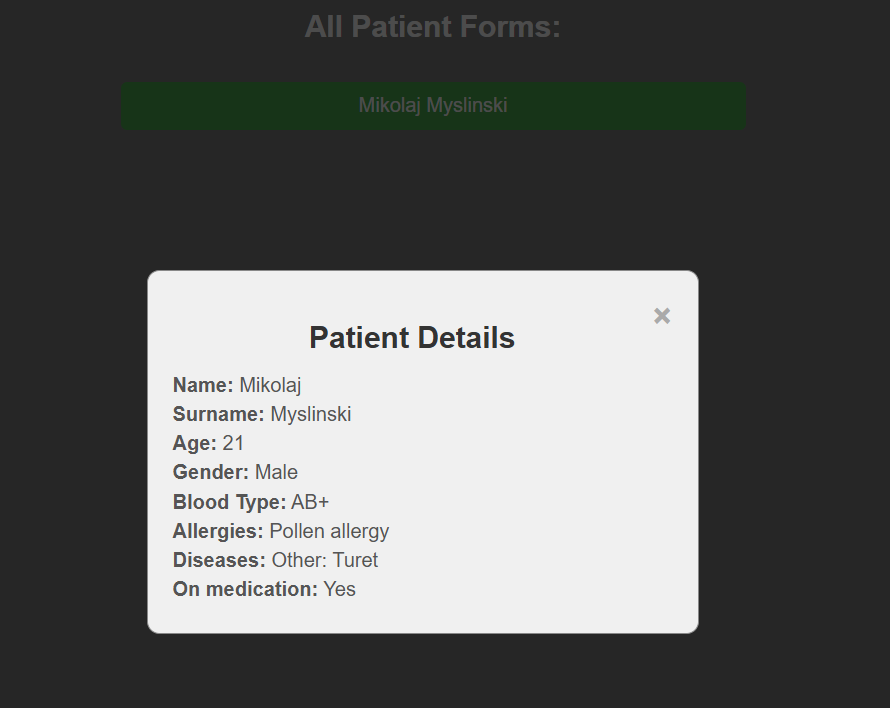 All Patient Forms:
Mikolaj Myslinski
×
Patient Details
Name: Mikolaj
Surname: Myslinski
Age: 21
Gender: Male
Blood Type: AB+
Allergies: Pollen allergy
Diseases: Other: Turet
On medication: Yes